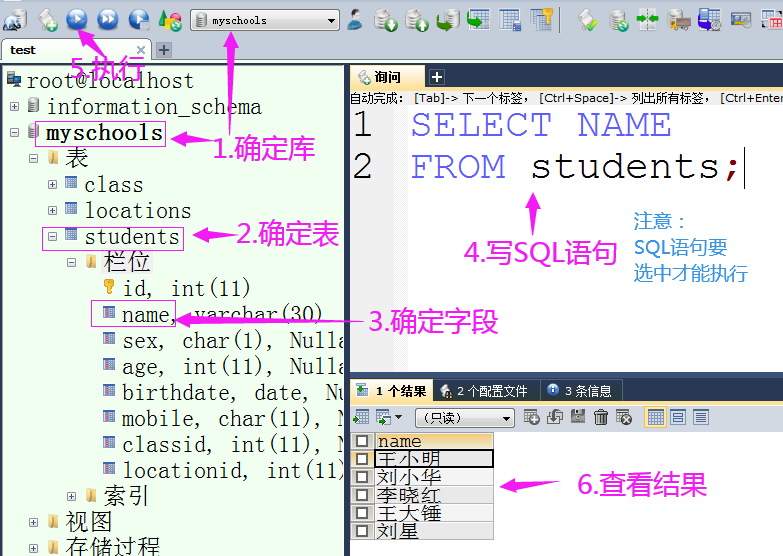 myschools
test
5.执行
root@localhost
information_schema
myschools
1.确定库
表
class
locations
students
2.确定表
栏位
id, int(11)
name, varchar(30)
3.确定字段
sex, char(1), Nulla
age, int(11), Nulla
birthdate, date, Nu
mobile, char(11), N
classid, int(11), N
locationid, int(11)
索引
视图
存储过程
询问
自动完成: [Tab]-> 下一个标签, [Ctrl+Space]-> 列出所有标签, [Ctrl+Enter
1 SELECT NAME
2 FROM students;
4.写SQL语句
注意：
SQL语句要
选中才能执行
1 个结果
2 个配置文件
3 条信息
(只读)
name
王小明
刘小华
李晓红
王大锤
刘星
6.查看结果